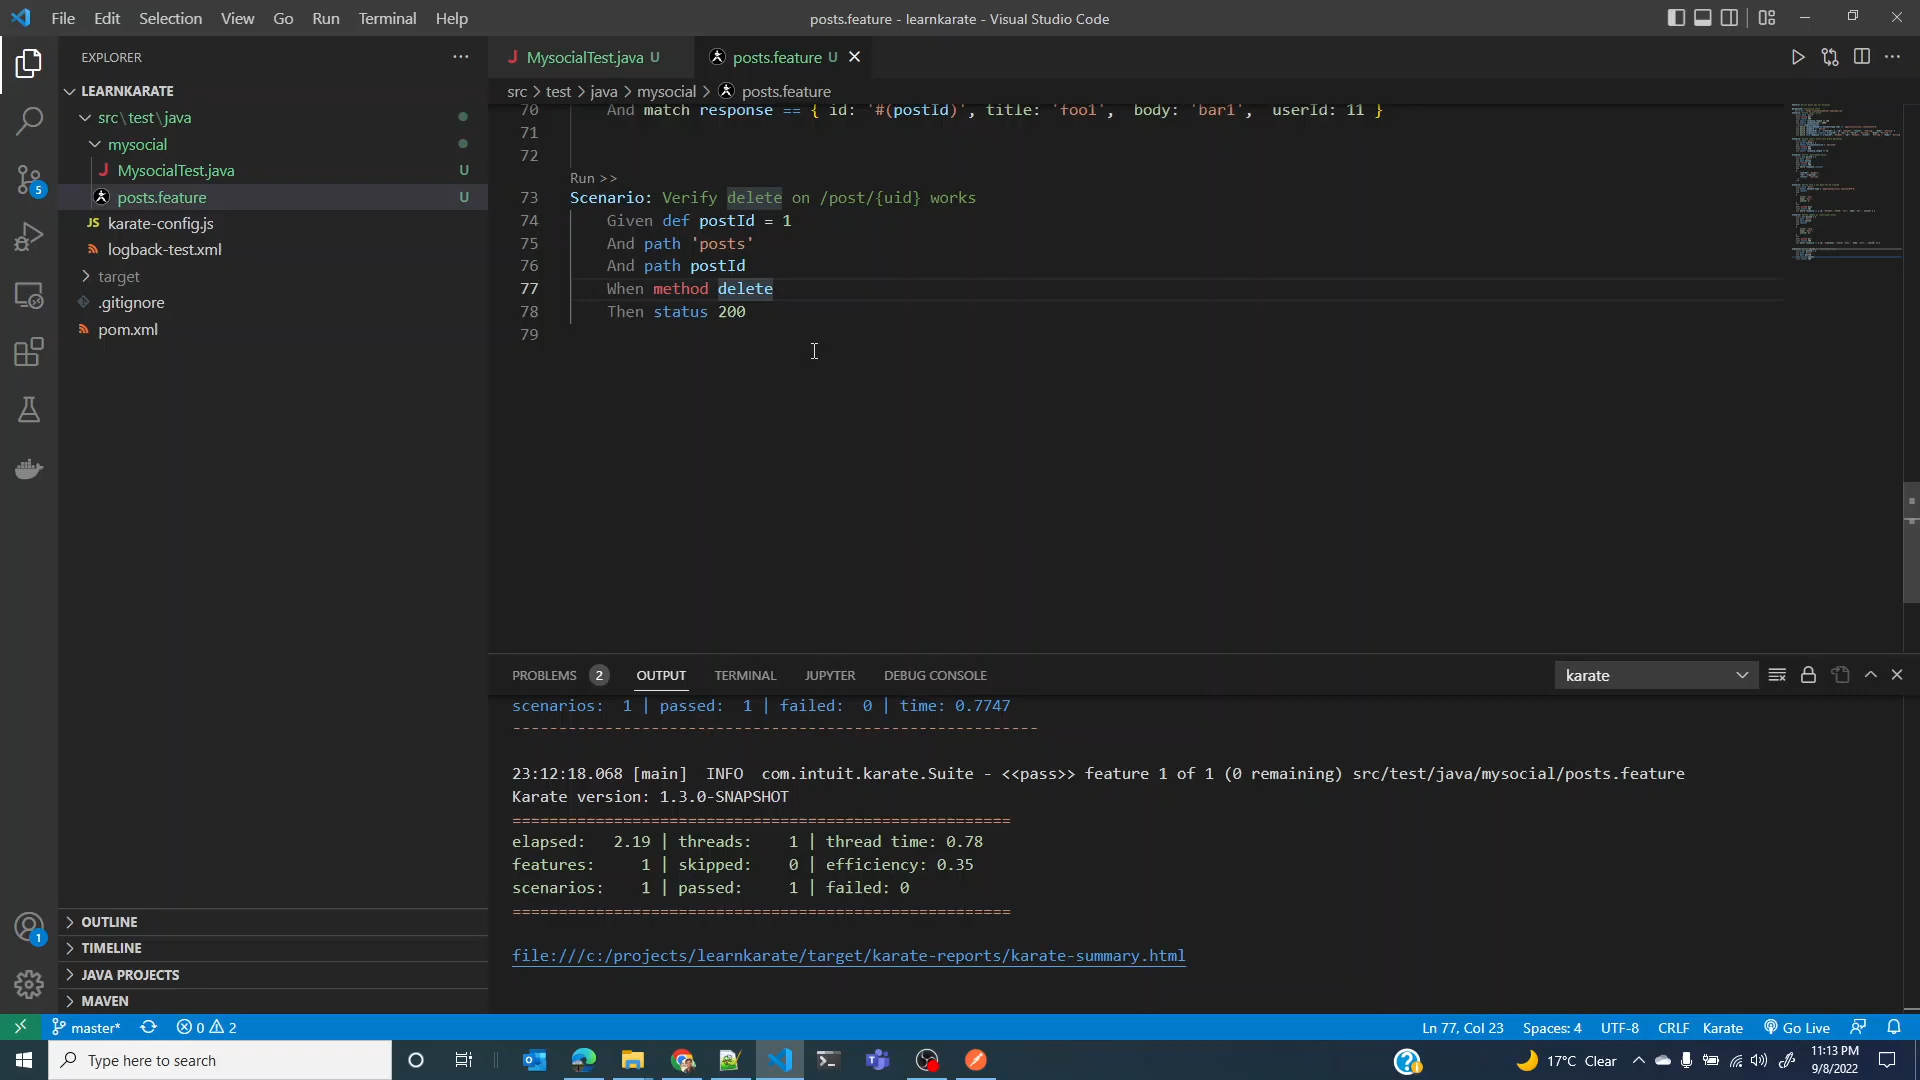 File Edit Selection View Go Run Terminal Help
posts.feature - learnkarate - Visual Studio Code
EXPLORER
LEARNKARATE
src\test\java
mysocial
MysocialTest.java U
posts.feature U
karate-config.js
logback-test.xml
target
.gitignore
pom.xml
OUTLINE
TIMELINE
JAVA PROJECTS
MAVEN
5
1
MysocialTest.java U
posts.feature U
src > test > java > mysocial > posts.feature
70 And match response == { id: '#(postId)', title: 'foo1', body: 'bar1', userId: 11 }
71
72
Run >>
73 Scenario: Verify delete on /post/{uid} works
74 Given def postId = 1
75 And path 'posts'
76 And path postId
77 When method delete
78 Then status 200
79
PROBLEMS 2 OUTPUT TERMINAL JUPYTER DEBUG CONSOLE
karate
scenarios: 1 | passed: 1 | failed: 0 | time: 0.7747
---------------------------------------------------------
23:12:18.068 [main] INFO com.intuit.karate.Suite - <<pass>> feature 1 of 1 (0 remaining) src/test/java/mysocial/posts.feature
Karate version: 1.3.0-SNAPSHOT
======================================================
elapsed: 2.19 | threads: 1 | thread time: 0.78
features: 1 | skipped: 0 | efficiency: 0.35
scenarios: 1 | passed: 1 | failed: 0
======================================================
file:///c:/projects/learnkarate/target/karate-reports/karate-summary.html
master* 0 2
Ln 77, Col 23 Spaces: 4 UTF-8 CRLF Karate Go Live
Type here to search
17°C Clear
11:13 PM
9/8/2022